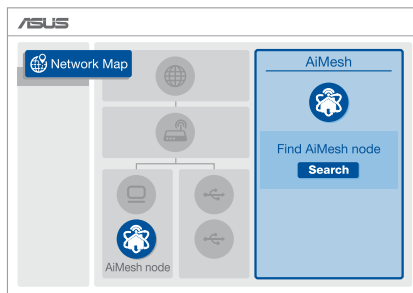 ASUS
Network Map
AiMesh
Find AiMesh node
Search
AiMesh node